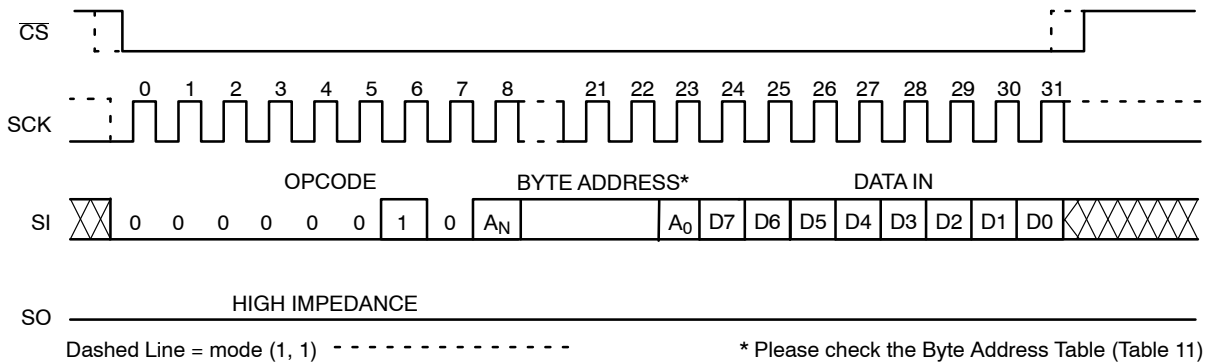 CS
0 1 2 3 4 5 6 7 8 21 22 23 24 25 26 27 28 29 30 31
SCK
OPCODE BYTE ADDRESS* DATA IN
SI 0 0 0 0 0 0 1 0 AN A0 D7 D6 D5 D4 D3 D2 D1 D0
HIGH IMPEDANCE
SO
Dashed Line = mode (1, 1) * Please check the Byte Address Table (Table 11)